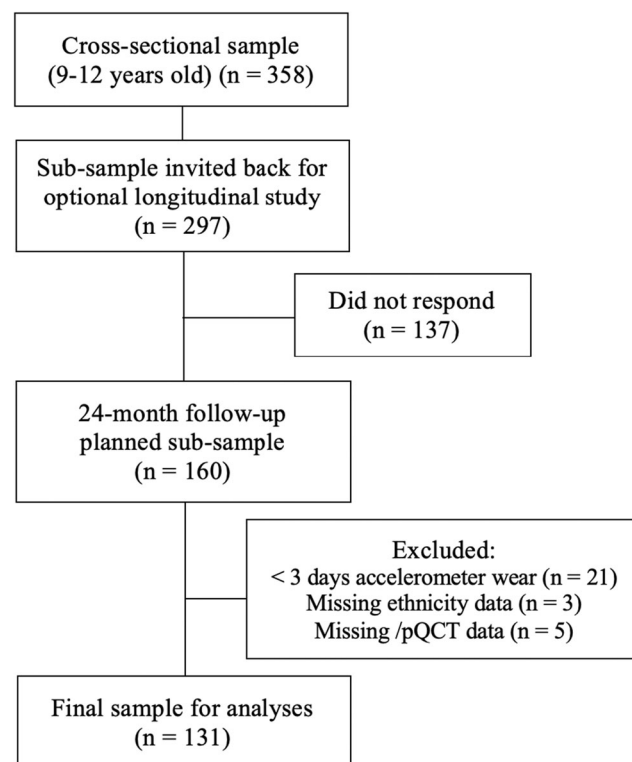 Cross-sectional sample
(9-12 years old) (n = 358)
Sub-sample invited back for
optional longitudinal study
(n = 297)
Did not respond
(n = 137)
24-month follow-up
planned sub-sample
(n = 160)
Excluded:
< 3 days accelerometer wear (n = 21)
Missing ethnicity data (n = 3)
Missing /pQCT data (n = 5)
Final sample for analyses
(n = 131)